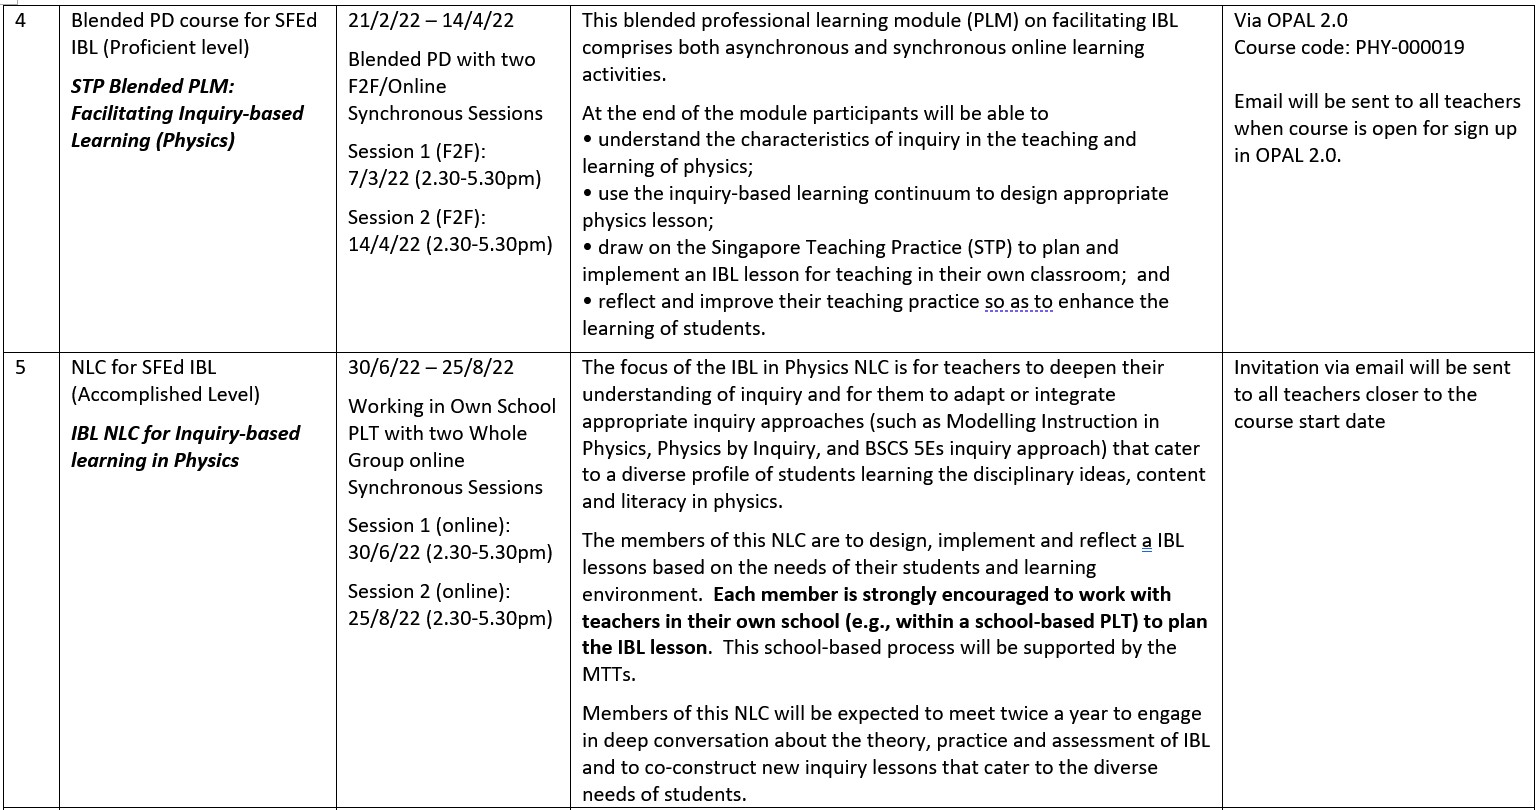 4
Blended PD course for SFEd
IBL (Proficient level)
STP Blended PLM:
Facilitating Inquiry-based
Learning (Physics)
21/2/22 – 14/4/22
Blended PD with two
F2F/Online
Synchronous Sessions
Session 1 (F2F):
7/3/22 (2.30-5.30pm)
Session 2 (F2F):
14/4/22 (2.30-5.30pm)
This blended professional learning module (PLM) on facilitating IBL
comprises both asynchronous and synchronous online learning
activities.
At the end of the module participants will be able to
• understand the characteristics of inquiry in the teaching and
learning of physics;
• use the inquiry-based learning continuum to design appropriate
physics lesson;
• draw on the Singapore Teaching Practice (STP) to plan and
implement an IBL lesson for teaching in their own classroom;  and
• reflect and improve their teaching practice so as to enhance the
learning of students.
Via OPAL 2.0
Course code: PHY-000019
Email will be sent to all teachers
when course is open for sign up
in OPAL 2.0.
5
NLC for SFEd IBL
(Accomplished Level)
IBL NLC for Inquiry-based
learning in Physics
30/6/22 – 25/8/22
Working in Own School
PLT with two Whole
Group online
Synchronous Sessions
Session 1 (online):
30/6/22 (2.30-5.30pm)
Session 2 (online):
25/8/22 (2.30-5.30pm)
The focus of the IBL in Physics NLC is for teachers to deepen their
understanding of inquiry and for them to adapt or integrate
appropriate inquiry approaches (such as Modelling Instruction in
Physics, Physics by Inquiry, and BSCS 5Es inquiry approach) that cater
to a diverse profile of students learning the disciplinary ideas, content
and literacy in physics.
The members of this NLC are to design, implement and reflect a IBL
lessons based on the needs of their students and learning
environment.  Each member is strongly encouraged to work with
teachers in their own school (e.g., within a school-based PLT) to plan
the IBL lesson.  This school-based process will be supported by the
MTTs.
Members of this NLC will be expected to meet twice a year to engage
in deep conversation about the theory, practice and assessment of IBL
and to co-construct new inquiry lessons that cater to the diverse
needs of students.
Invitation via email will be sent
to all teachers closer to the
course start date